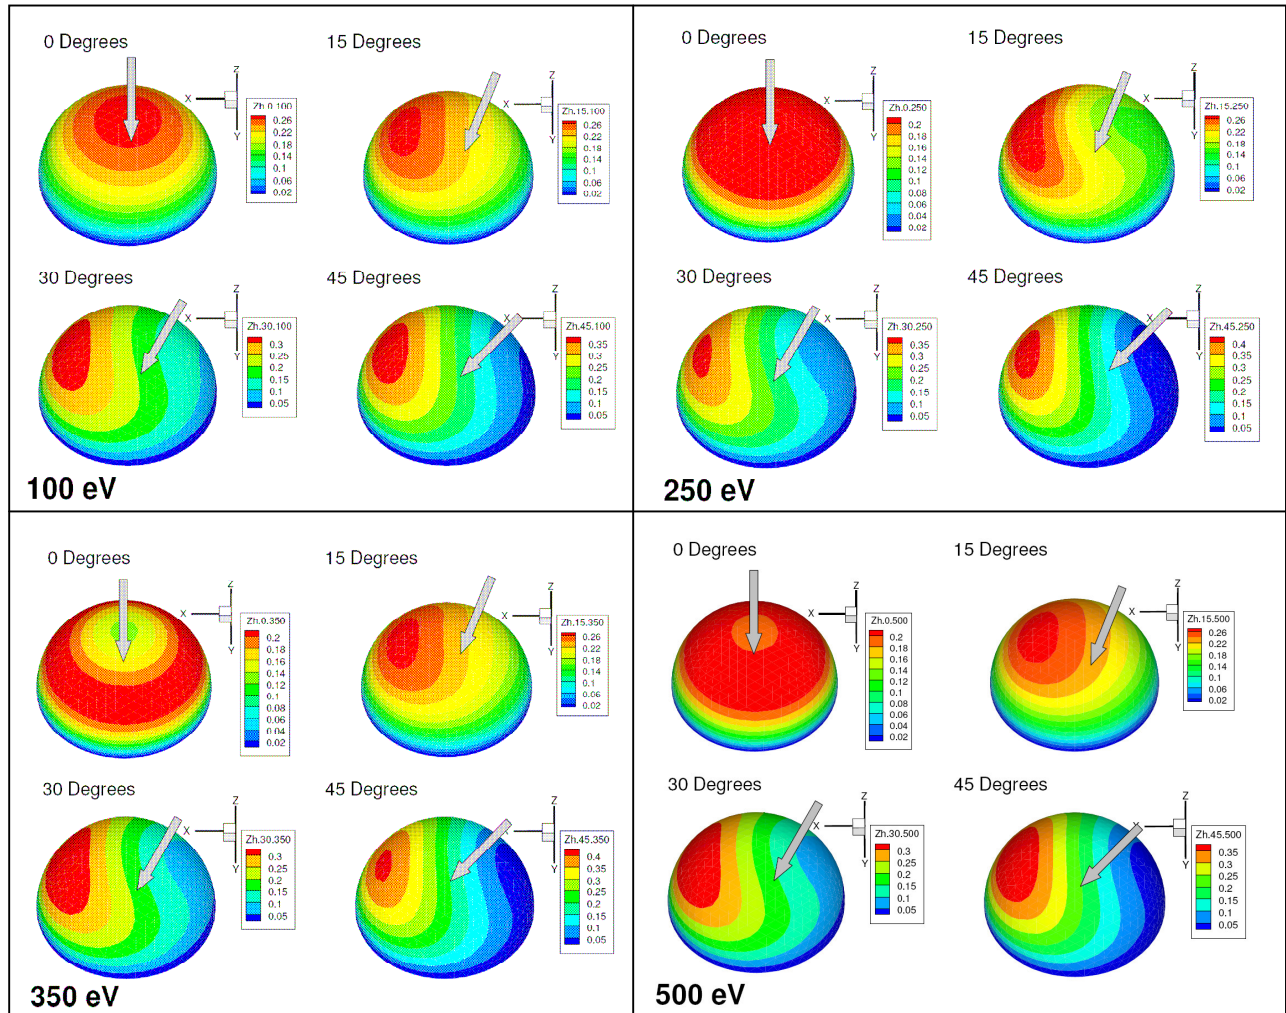 0 Degrees
15 Degrees
Z
X
Y
Zh.0.100
0.26
0.22
0.18
0.14
0.1
0.06
0.02
Z
X
Y
Zh.15.100
0.26
0.22
0.18
0.14
0.1
0.06
0.02
30 Degrees
45 Degrees
Z
X
Y
Zh.30.100
0.3
0.25
0.2
0.15
0.1
0.05
Z
X
Y
Zh.45.100
0.35
0.3
0.25
0.2
0.15
0.1
0.05
100 eV
0 Degrees
15 Degrees
Z
X
Y
Zh.0.250
0.2
0.18
0.16
0.14
0.12
0.1
0.08
0.06
0.04
0.02
Z
X
Y
Zh.15.250
0.26
0.22
0.18
0.14
0.1
0.06
0.02
30 Degrees
45 Degrees
Z
X
Y
Zh.30.250
0.35
0.3
0.25
0.2
0.15
0.1
0.05
Z
X
Y
Zh.45.250
0.4
0.35
0.3
0.25
0.2
0.15
0.1
0.05
250 eV
0 Degrees
15 Degrees
Z
X
Y
Zh.0.350
0.2
0.18
0.16
0.14
0.12
0.1
0.08
0.06
0.04
0.02
Z
X
Y
Zh.15.350
0.26
0.22
0.18
0.14
0.1
0.06
0.02
30 Degrees
45 Degrees
Z
X
Y
Zh.30.350
0.3
0.25
0.2
0.15
0.1
0.05
Z
X
Y
Zh.45.350
0.4
0.35
0.3
0.25
0.2
0.15
0.1
0.05
350 eV
0 Degrees
15 Degrees
Z
X
Y
Zh.0.500
0.2
0.18
0.16
0.14
0.12
0.1
0.08
0.06
0.04
0.02
Z
X
Y
Zh.15.500
0.26
0.22
0.18
0.14
0.1
0.06
0.02
30 Degrees
45 Degrees
Z
X
Y
Zh.30.500
0.3
0.25
0.2
0.15
0.1
0.05
Z
X
Y
Zh.45.500
0.35
0.3
0.25
0.2
0.15
0.1
0.05
500 eV